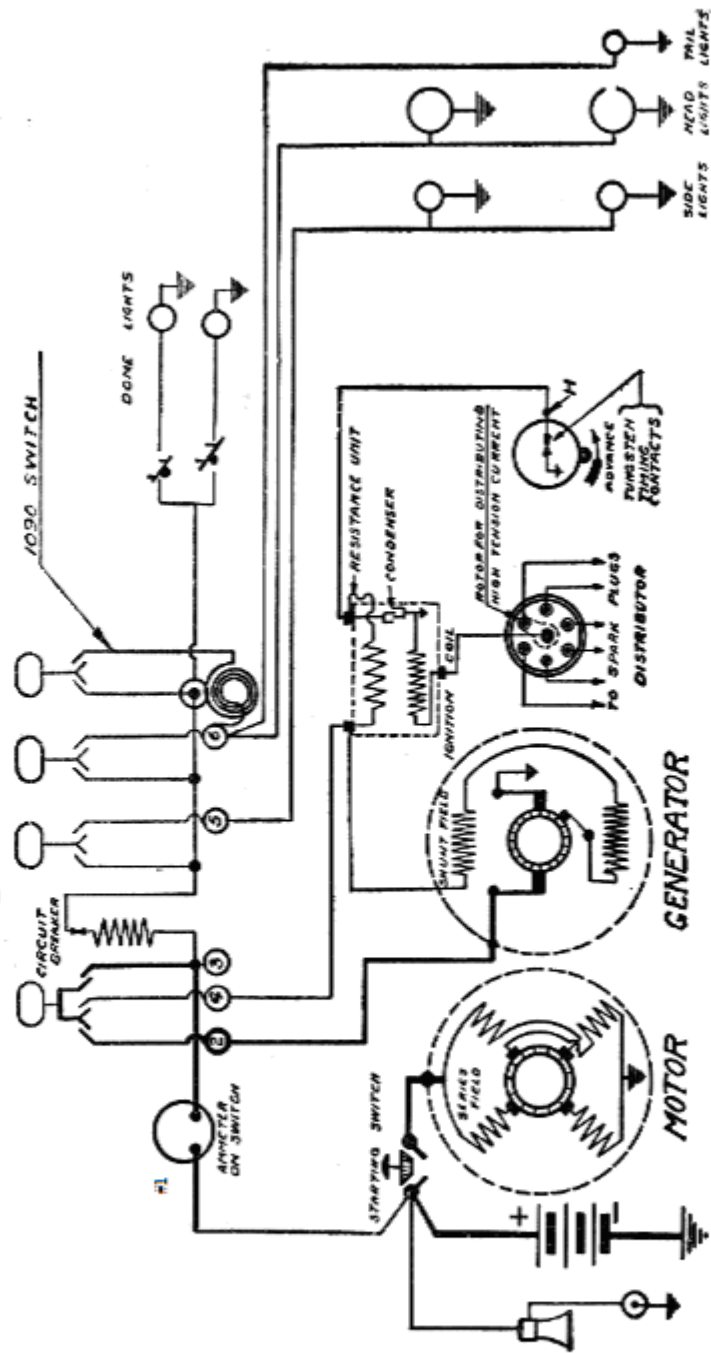 1090 SWITCH
DOME LIGHTS
CIRCUIT
BREAKER
6
5
3
4
2
#1
AMMETER
ON SWITCH
STARTING SWITCH
RESISTANCE UNIT
CONDENSER
IGNITION COIL
ROTOR FOR DISTRIBUTING
HIGH TENSION CURRENT
H
ADVANCE
TUNGSTEN
TIMING
CONTACTS
TO SPARK PLUGS
DISTRIBUTOR
SHUNT FIELD
GENERATOR
SERIES
FIELD
MOTOR
+
-
TAIL
LIGHTS
HEAD
LIGHTS
SIDE
LIGHTS